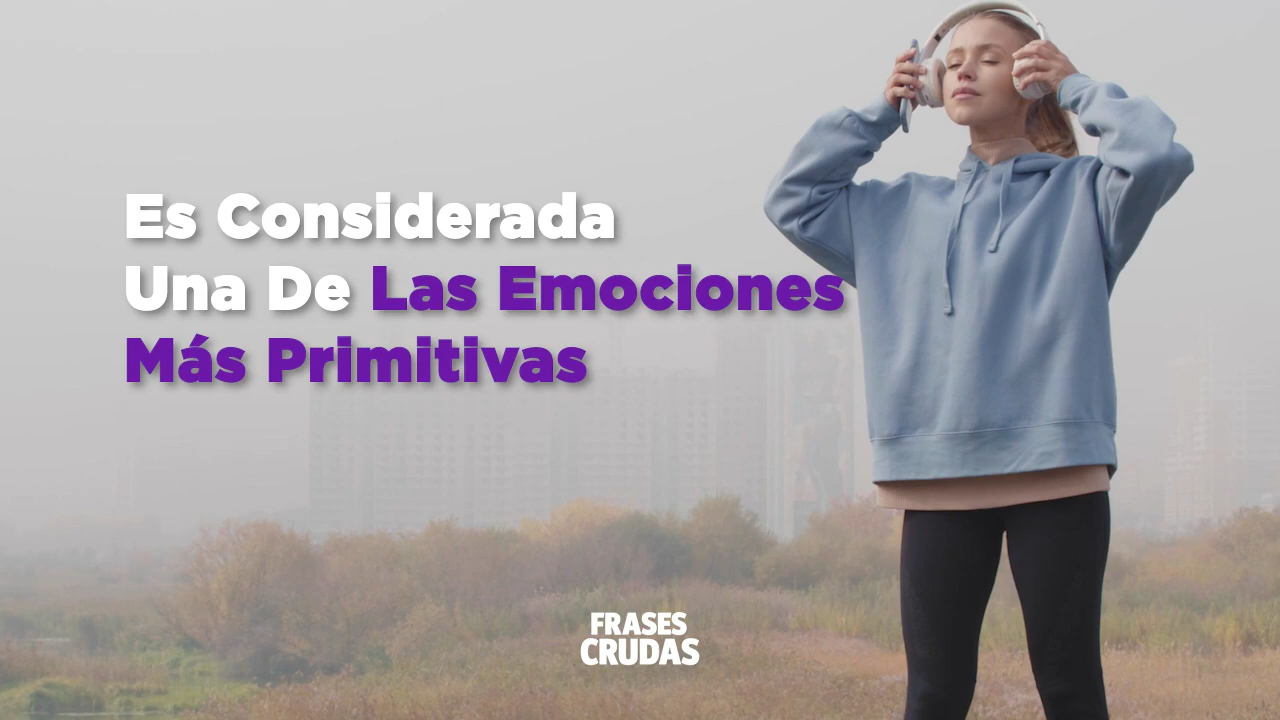 Es Considerada
Una De Las Emociones
Más Primitivas
FRASES
CRUDAS